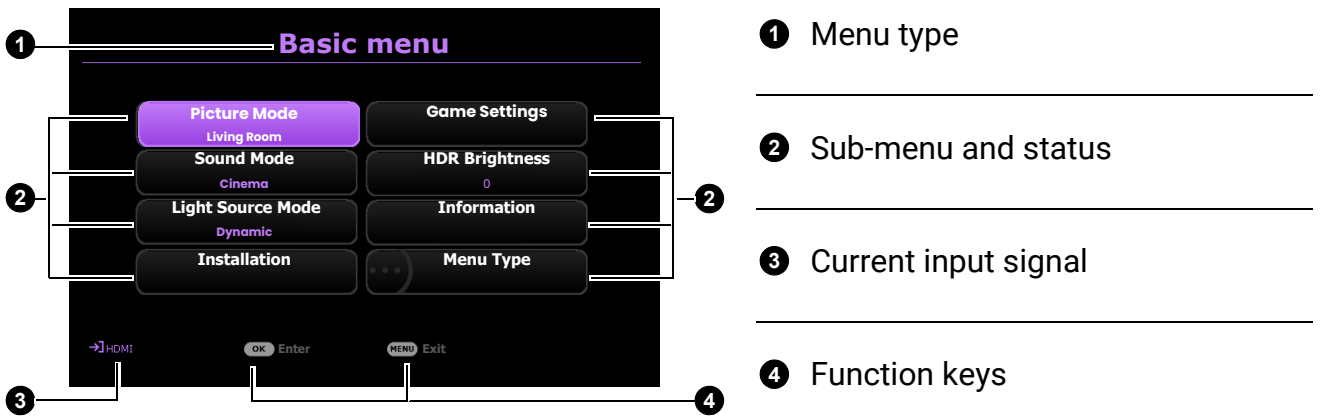 1
Basic menu
1 Menu type
Picture Mode
Living Room
Game Settings
Sound Mode
Cinema
HDR Brightness
0
2 Sub-menu and status
2
2
Light Source Mode
Dynamic
Information
Installation
Menu Type
3 Current input signal
HDMI
OK Enter
MENU Exit
3
4
4 Function keys